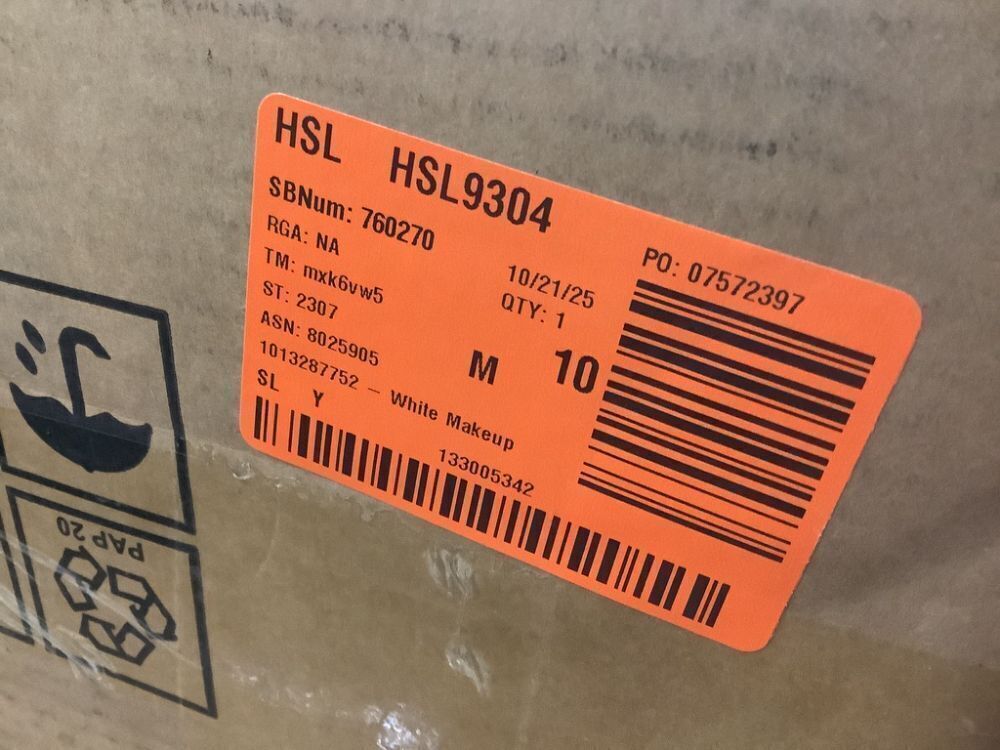 HSL HSL9304
SBNum: 760270
RGA: NA
TM: mxk6vw5
ST: 2307
ASN: 8025905
1013287752 - White Makeup
SL Y
10/21/25
QTY: 1
M 10
PO: 07572397
133005342
PAP 20